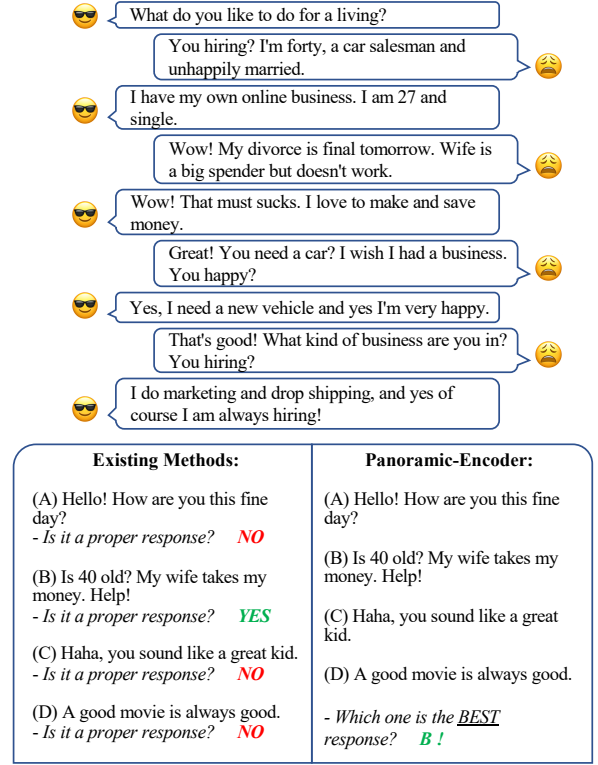 What do you like to do for a living?
You hiring? I'm forty, a car salesman and
unhappily married.
I have my own online business. I am 27 and
single.
Wow! My divorce is final tomorrow. Wife is
a big spender but doesn't work.
Wow! That must sucks. I love to make and save
money.
Great! You need a car? I wish I had a business.
You happy?
Yes, I need a new vehicle and yes I'm very happy.
That's good! What kind of business are you in?
You hiring?
I do marketing and drop shipping, and yes of
course I am always hiring!
Existing Methods:
(A) Hello! How are you this fine
day?
- Is it a proper response? NO
(B) Is 40 old? My wife takes my
money. Help!
- Is it a proper response? YES
(C) Haha, you sound like a great kid.
- Is it a proper response? NO
(D) A good movie is always good.
- Is it a proper response? NO
Panoramic-Encoder:
(A) Hello! How are you this fine
day?
(B) Is 40 old? My wife takes my
money. Help!
(C) Haha, you sound like a great
kid.
(D) A good movie is always good.
- Which one is the BEST
response? B !